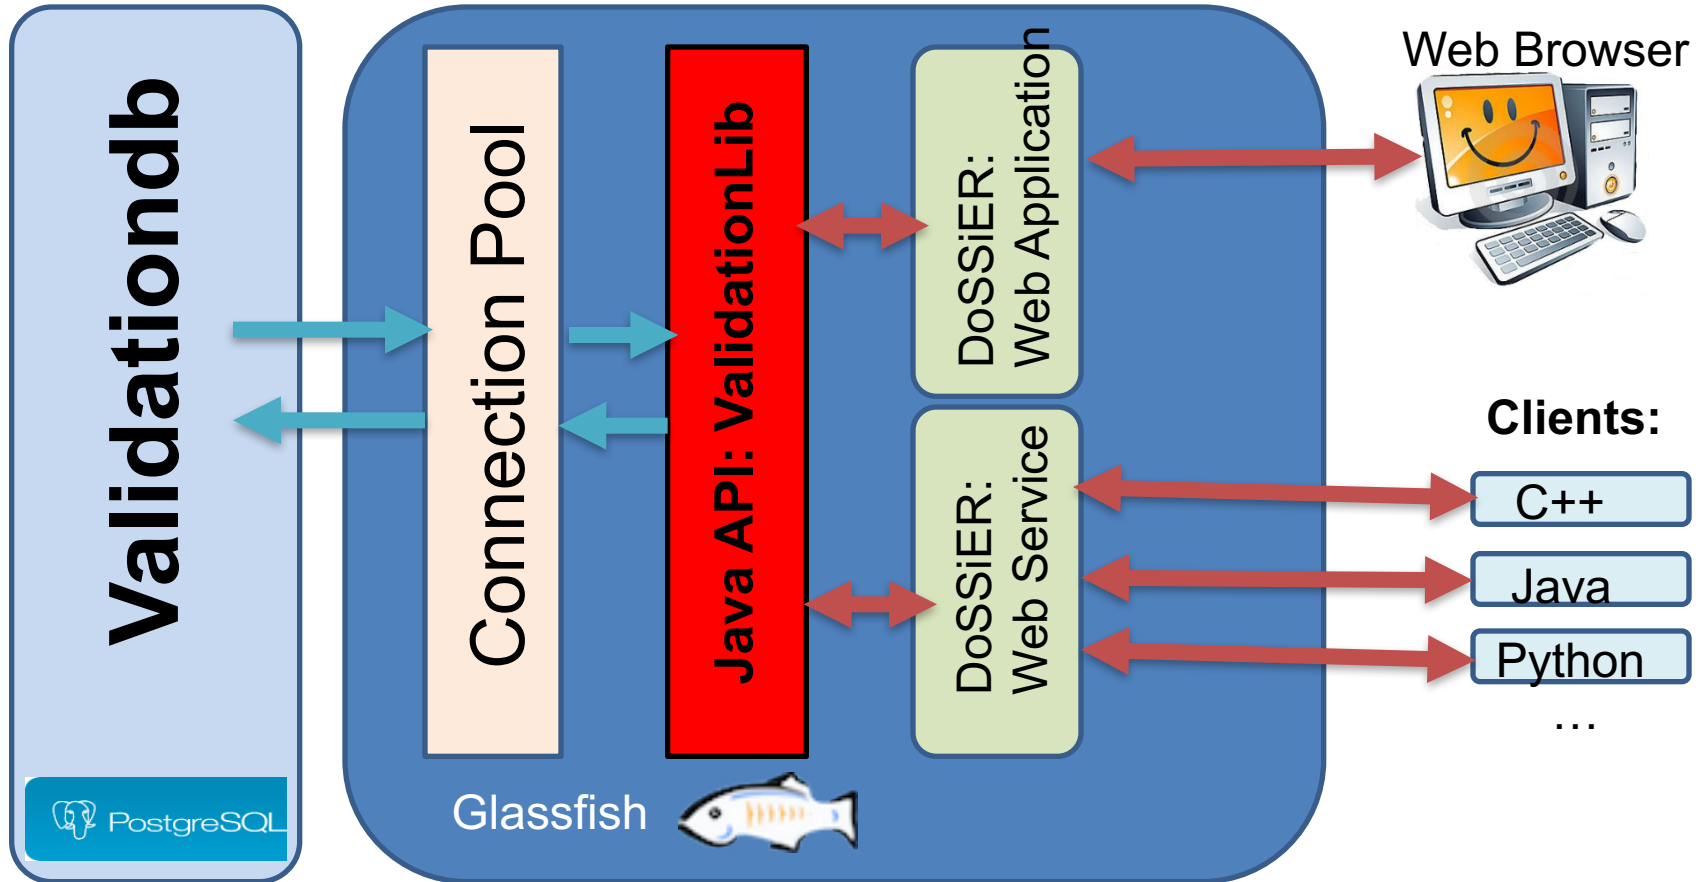 Validationdb
PostgreSQL
Connection Pool
Java API: ValidationLib
DoSSiER:
Web Application
DoSSiER:
Web Service
Glassfish
Web Browser
Clients:
C++
Java
Python
…